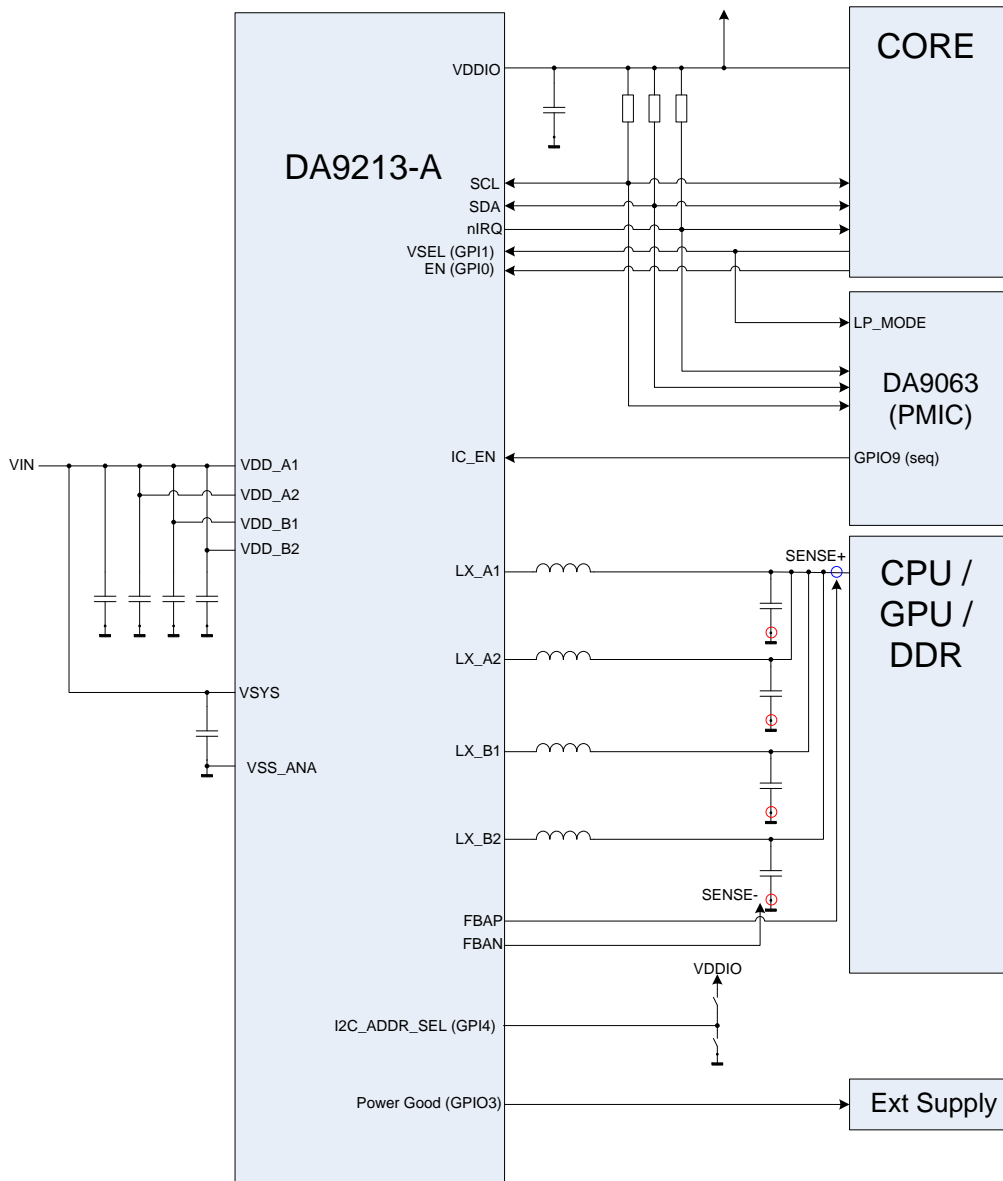 CORE
VDDIO
DA9213-A
SCL
SDA
nIRQ
VSEL (GPI1)
EN (GPI0)
LP_MODE
DA9063
(PMIC)
IC_EN
GPIO9 (seq)
VIN
VDD_A1
VDD_A2
VDD_B1
VDD_B2
SENSE+
LX_A1
CPU /
GPU /
DDR
LX_A2
VSYS
LX_B1
VSS_ANA
LX_B2
SENSE-
FBAP
FBAN
VDDIO
I2C_ADDR_SEL (GPI4)
Power Good (GPIO3)
Ext Supply